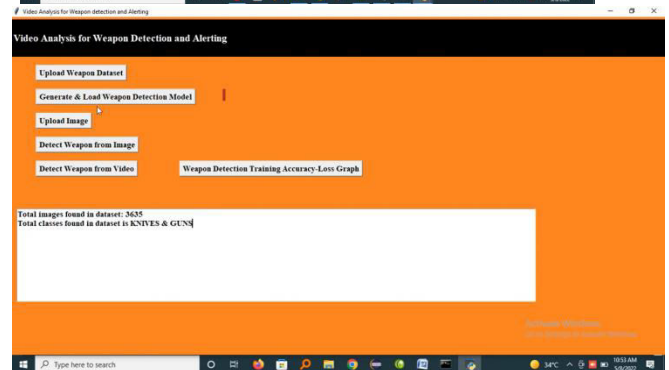 Video Analysis for Weapon detection and Alerting
Video Analysis for Weapon Detection and Alerting
Upload Weapon Dataset
Generate & Load Weapon Detection Model
Upload Image
Detect Weapon from Image
Detect Weapon from Video
Weapon Detection Training Accuracy-Loss Graph
Total images found in dataset: 3635
Total classes found in dataset is KNIVES & GUNS
Type here to search
34°C
10:53 AM